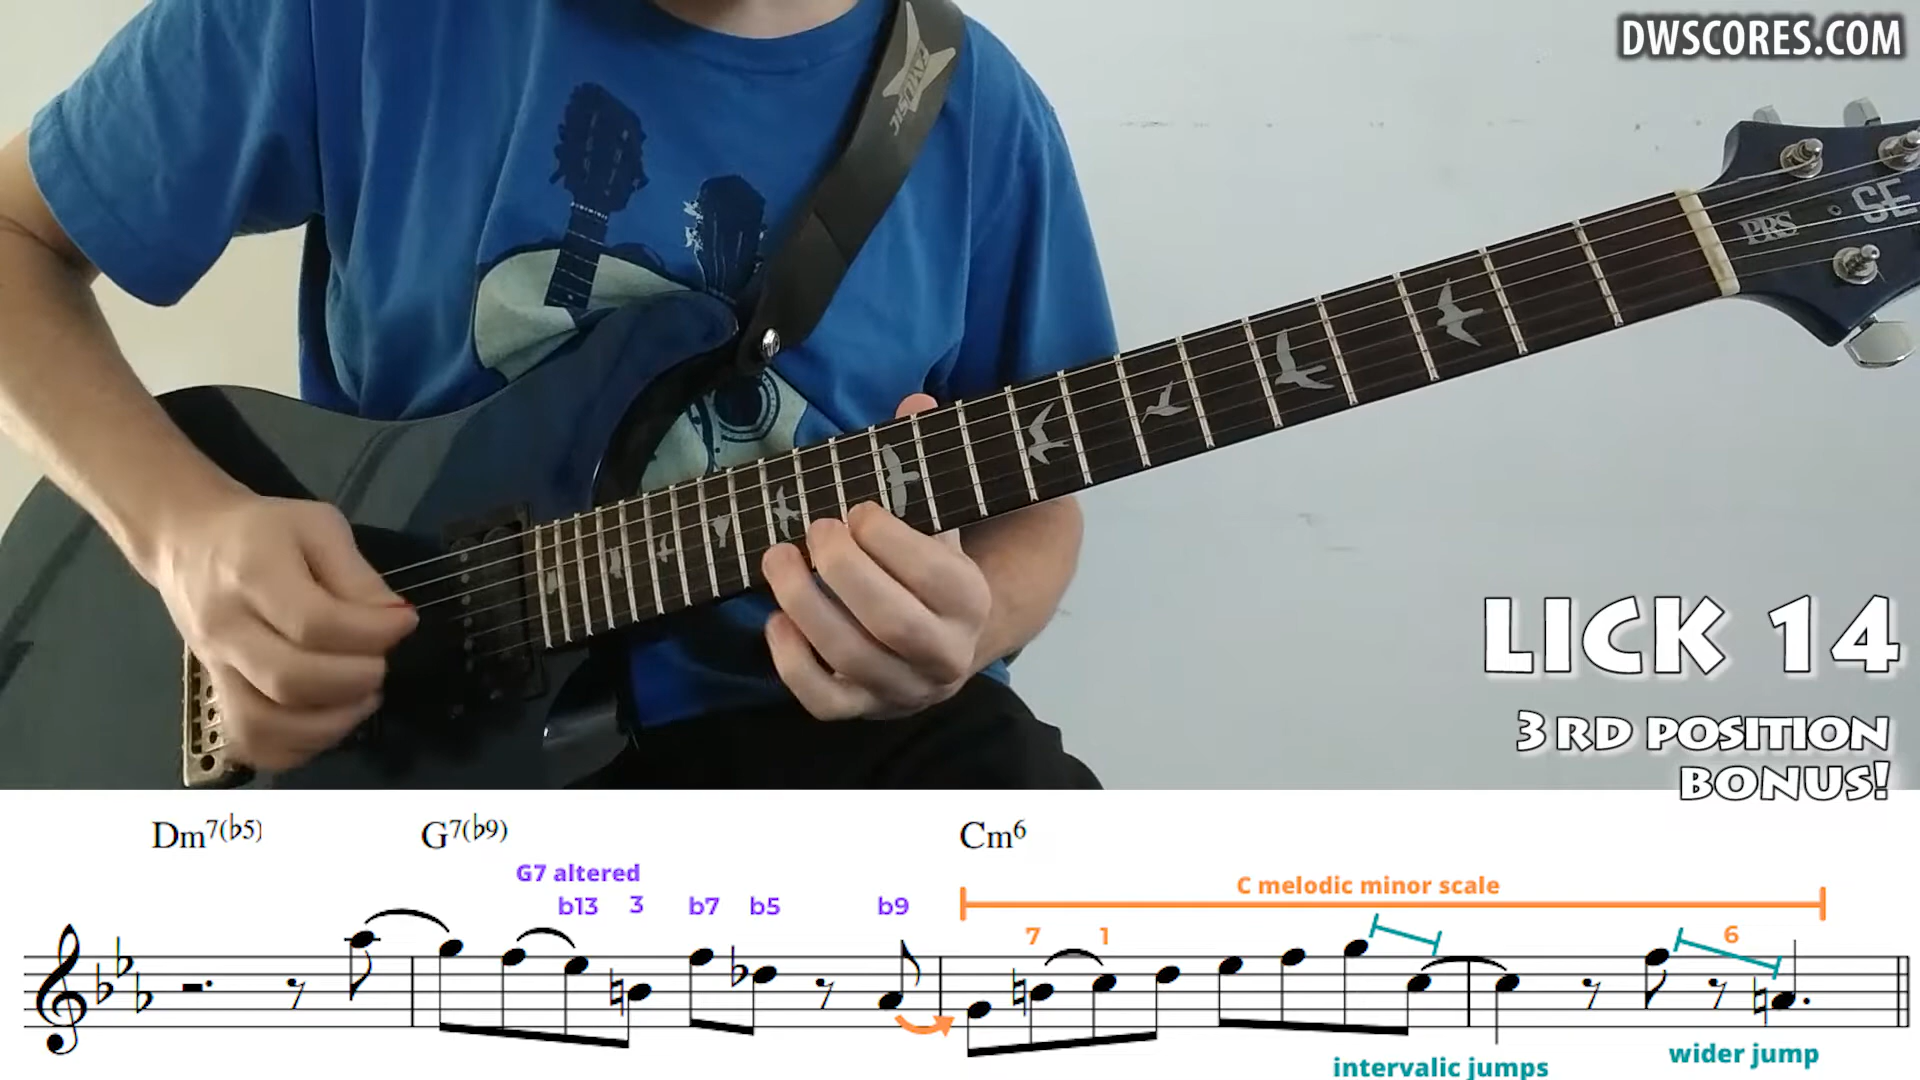 DWSCORES.COM
PRS SE
LICK 14
3RD POSITION
BONUS!
Dm7(b5) G7(b9) Cm6
G7 altered
b13 3 b7 b5 b9
C melodic minor scale
7 1 6
intervalic jumps
wider jump